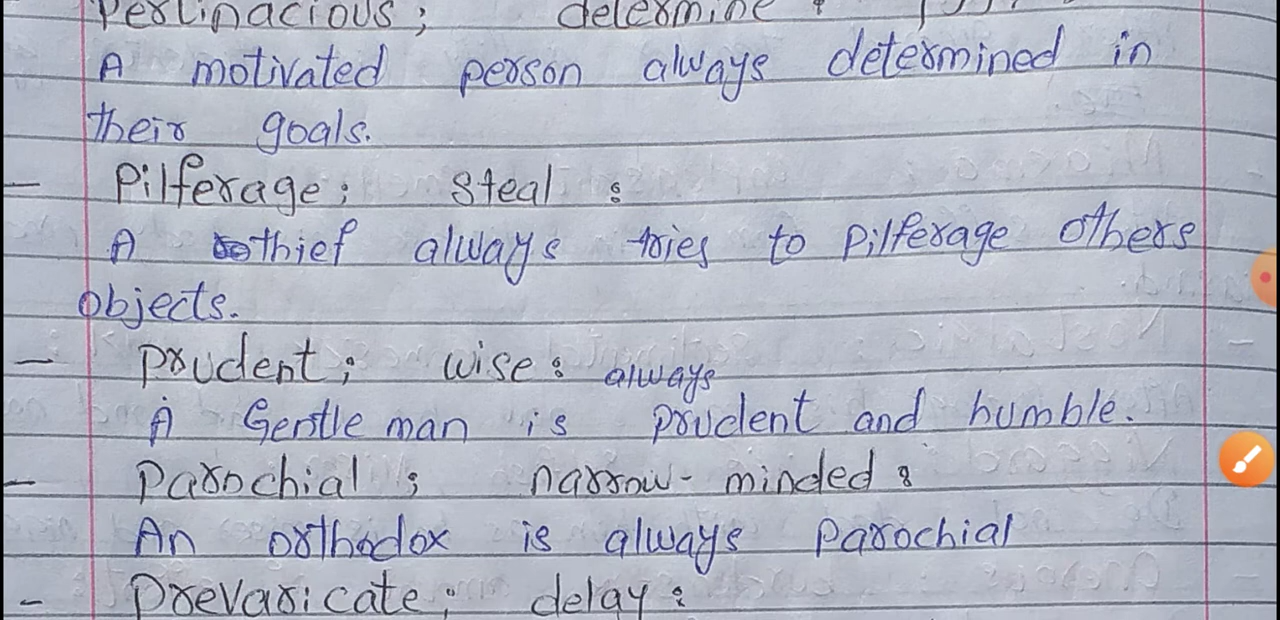 Pertinacious; determine :
A motivated person always determined in
their goals.
- Pilferage: steal :
A thief always tries to pilferage others
objects.
- Prudent; wise: always
A Gentle man is prudent and humble.
- Parochial; narrow-minded :
An orthodox is always parochial
- Prevaricate; delay: